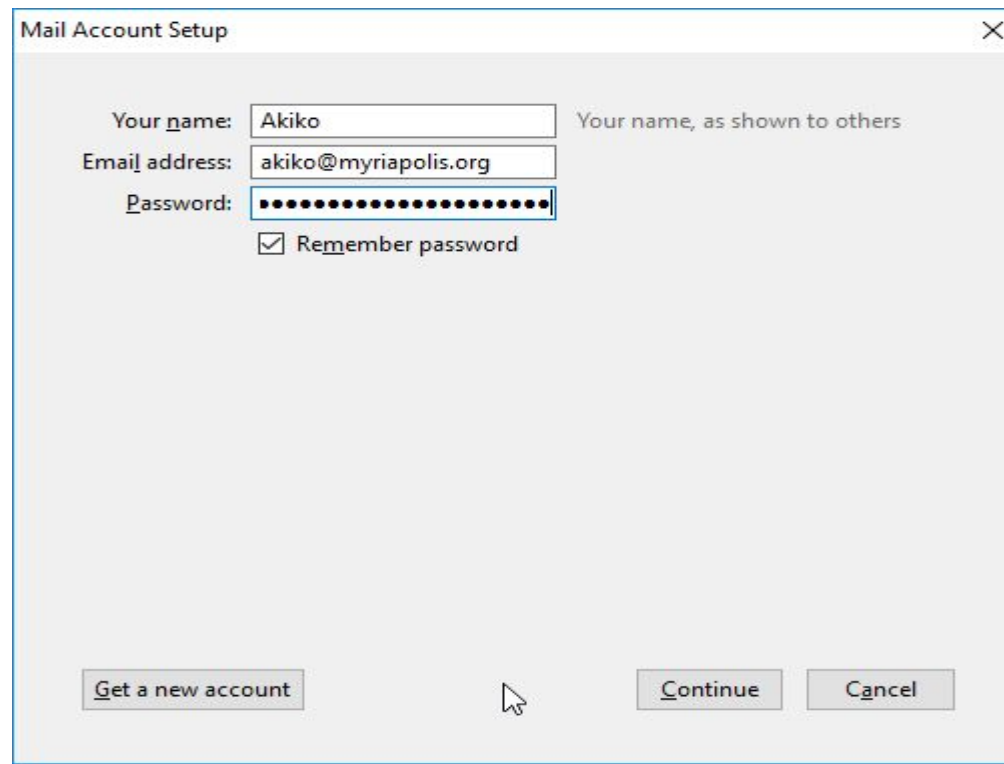 Mail Account Setup
Your name: Akiko Your name, as shown to others
Email address: akiko@myriapolis.org
Password: ••••••••••••••••••••••
Remember password
Get a new account Continue Cancel